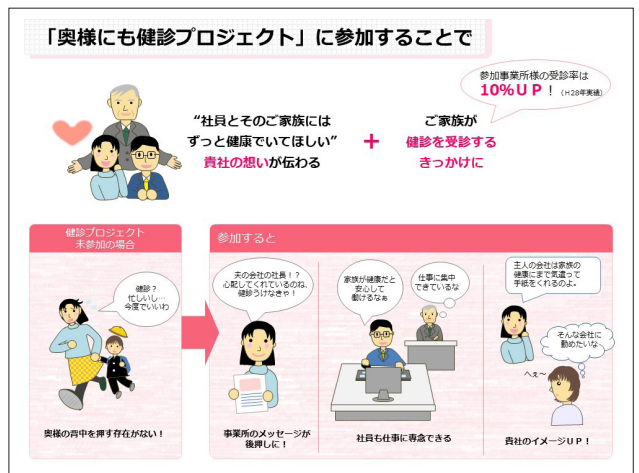 「奥様にも健診プロジェクト」に参加することで
参加事業所様の受診率は
10%UP！（H28年実績）
“社員とそのご家族には
ずっと健康でいてほしい”
貴社の想いが伝わる
＋
ご家族が
健診を受診する
きっかけに
健診プロジェクト
未参加の場合
健診？
忙しいし…
今度でいいわ
奥様の背中を押す存在がない！
参加すると
夫の会社の社長！？
心配してくれているのね、
健診うけなきゃ！
事業所のメッセージが
後押しに！
家族が健康だと
安心して
働けるなぁ
仕事に集中
できているな
社員も仕事に専念できる
主人の会社は家族の
健康にまで気遣って
手紙をくれるのよ。
そんな会社に
勤めたいな
へぇ～
貴社のイメージUP！